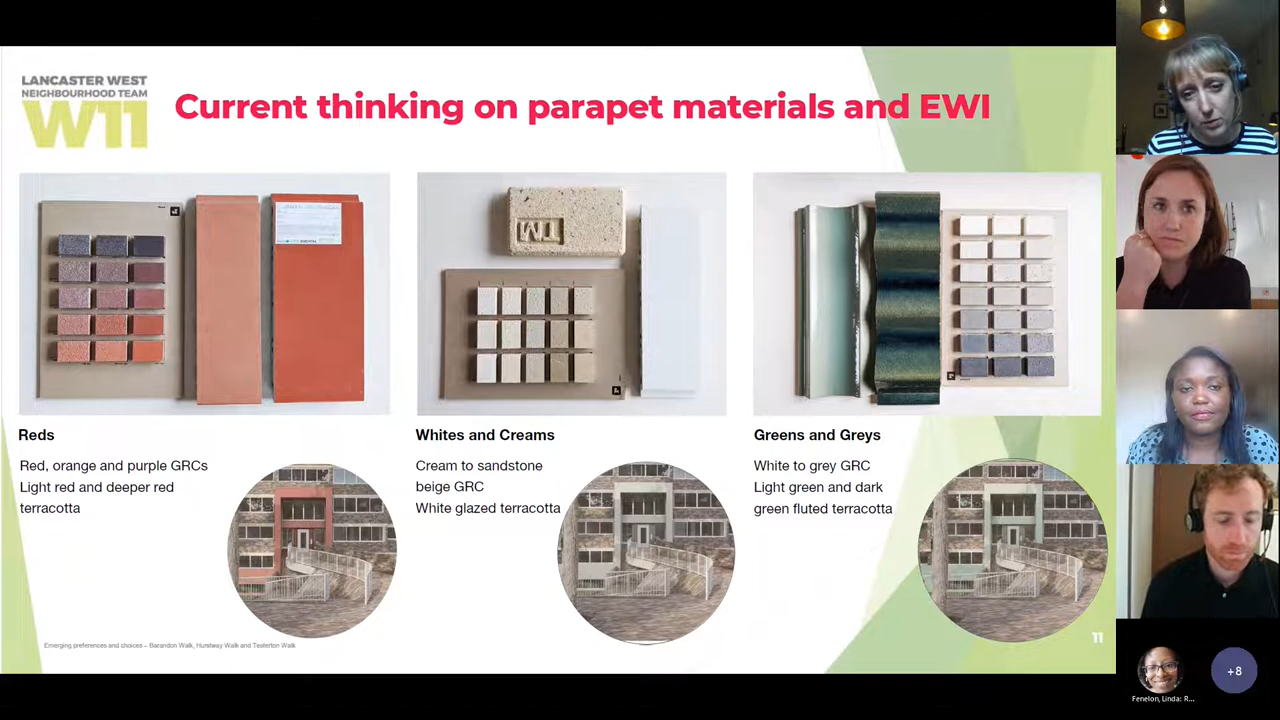 LANCASTER WEST
NEIGHBOURHOOD TEAM
W11
Current thinking on parapet materials and EWI
TM
Reds
Red, orange and purple GRCs
Light red and deeper red
terracotta
Whites and Creams
Cream to sandstone
beige GRC
White glazed terracotta
Greens and Greys
White to grey GRC
Light green and dark
green fluted terracotta
Emerging preferences and choices – Barandon Walk, Hurstway Walk and Testerton Walk
11
Fenelon, Linda: R...
+8